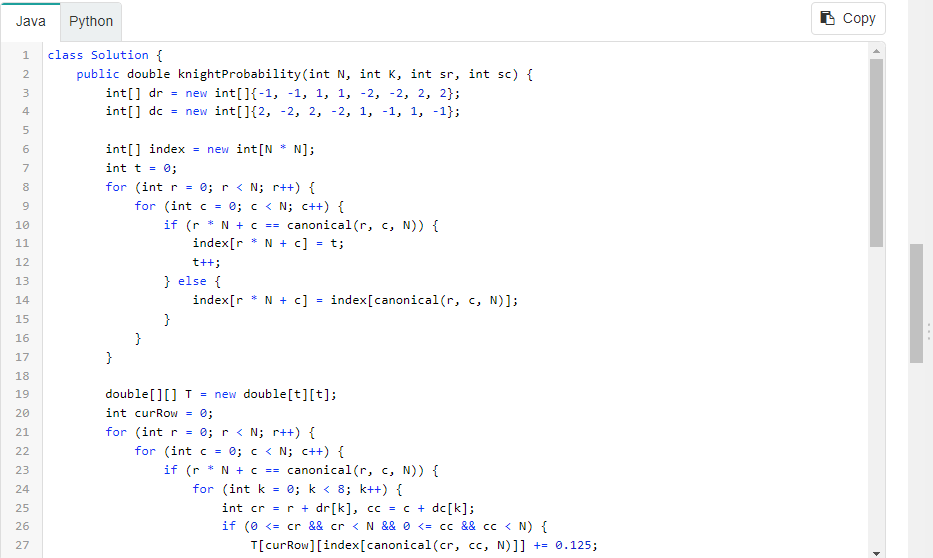 Java Python Copy
1 class Solution {
2     public double knightProbability(int N, int K, int sr, int sc) {
3         int[] dr = new int[]{-1, -1, 1, 1, -2, -2, 2, 2};
4         int[] dc = new int[]{2, -2, 2, -2, 1, -1, 1, -1};
5
6         int[] index = new int[N * N];
7         int t = 0;
8         for (int r = 0; r < N; r++) {
9             for (int c = 0; c < N; c++) {
10                 if (r * N + c == canonical(r, c, N)) {
11                     index[r * N + c] = t;
12                     t++;
13                 } else {
14                     index[r * N + c] = index[canonical(r, c, N)];
15                 }
16             }
17         }
18
19         double[][] T = new double[t][t];
20         int curRow = 0;
21         for (int r = 0; r < N; r++) {
22             for (int c = 0; c < N; c++) {
23                 if (r * N + c == canonical(r, c, N)) {
24                     for (int k = 0; k < 8; k++) {
25                         int cr = r + dr[k], cc = c + dc[k];
26                         if (0 <= cr && cr < N && 0 <= cc && cc < N) {
27                             T[curRow][index[canonical(cr, cc, N)]] += 0.125;